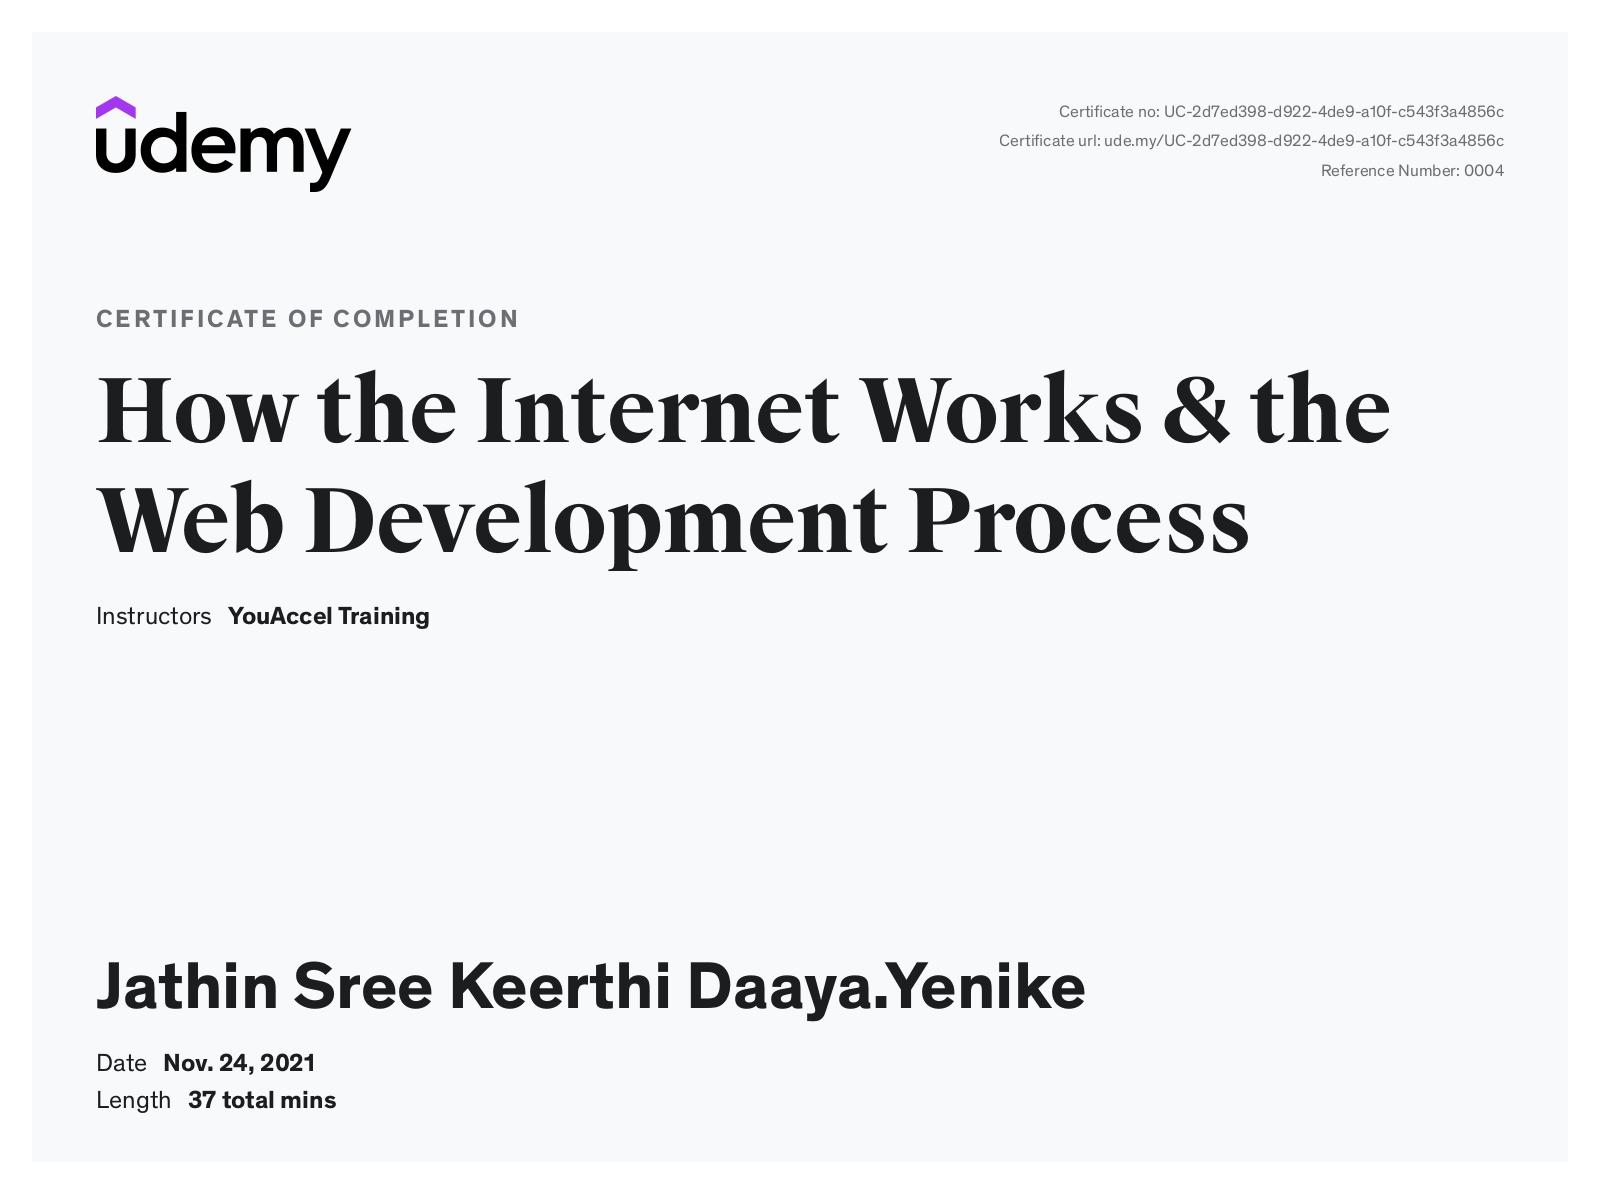 udemy
Certificate no: UC-2d7ed398-d922-4de9-a10f-c543f3a4856c
Certificate url: ude.my/UC-2d7ed398-d922-4de9-a10f-c543f3a4856c
Reference Number: 0004
CERTIFICATE OF COMPLETION
How the Internet Works & the
Web Development Process
Instructors YouAccel Training
Jathin Sree Keerthi Daaya.Yenike
Date Nov. 24, 2021
Length 37 total mins